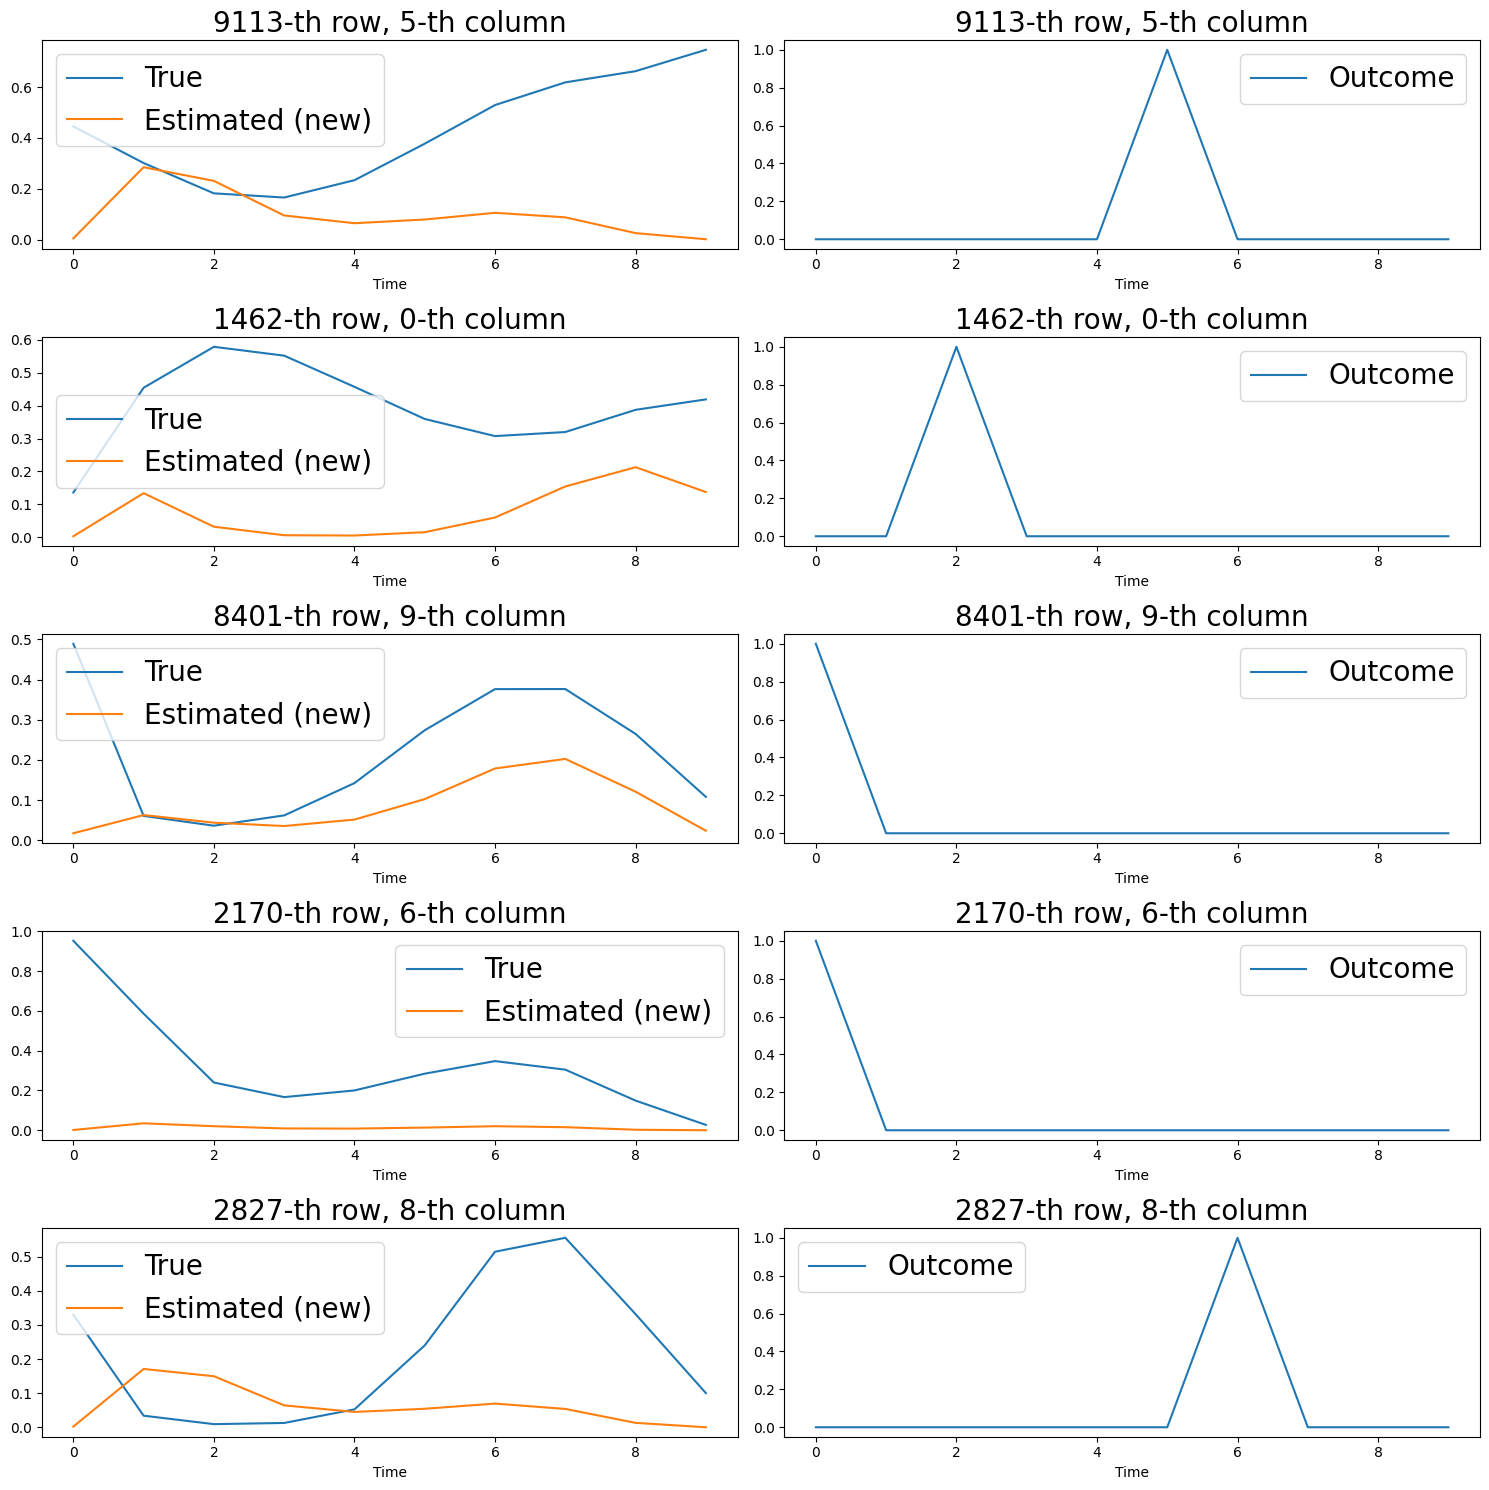 9113-th row, 5-th column
0.6
0.4
0.2
0.0
True
Estimated (new)
0 2 4 6 8
Time
9113-th row, 5-th column
1.0
0.8
0.6
0.4
0.2
0.0
Outcome
0 2 4 6 8
Time
1462-th row, 0-th column
0.6
0.5
0.4
0.3
0.2
0.1
0.0
True
Estimated (new)
0 2 4 6 8
Time
1462-th row, 0-th column
1.0
0.8
0.6
0.4
0.2
0.0
Outcome
0 2 4 6 8
Time
8401-th row, 9-th column
0.5
0.4
0.3
0.2
0.1
0.0
True
Estimated (new)
0 2 4 6 8
Time
8401-th row, 9-th column
1.0
0.8
0.6
0.4
0.2
0.0
Outcome
0 2 4 6 8
Time
2170-th row, 6-th column
1.0
0.8
0.6
0.4
0.2
0.0
True
Estimated (new)
0 2 4 6 8
Time
2170-th row, 6-th column
1.0
0.8
0.6
0.4
0.2
0.0
Outcome
0 2 4 6 8
Time
2827-th row, 8-th column
0.5
0.4
0.3
0.2
0.1
0.0
True
Estimated (new)
0 2 4 6 8
Time
2827-th row, 8-th column
1.0
0.8
0.6
0.4
0.2
0.0
Outcome
0 2 4 6 8
Time